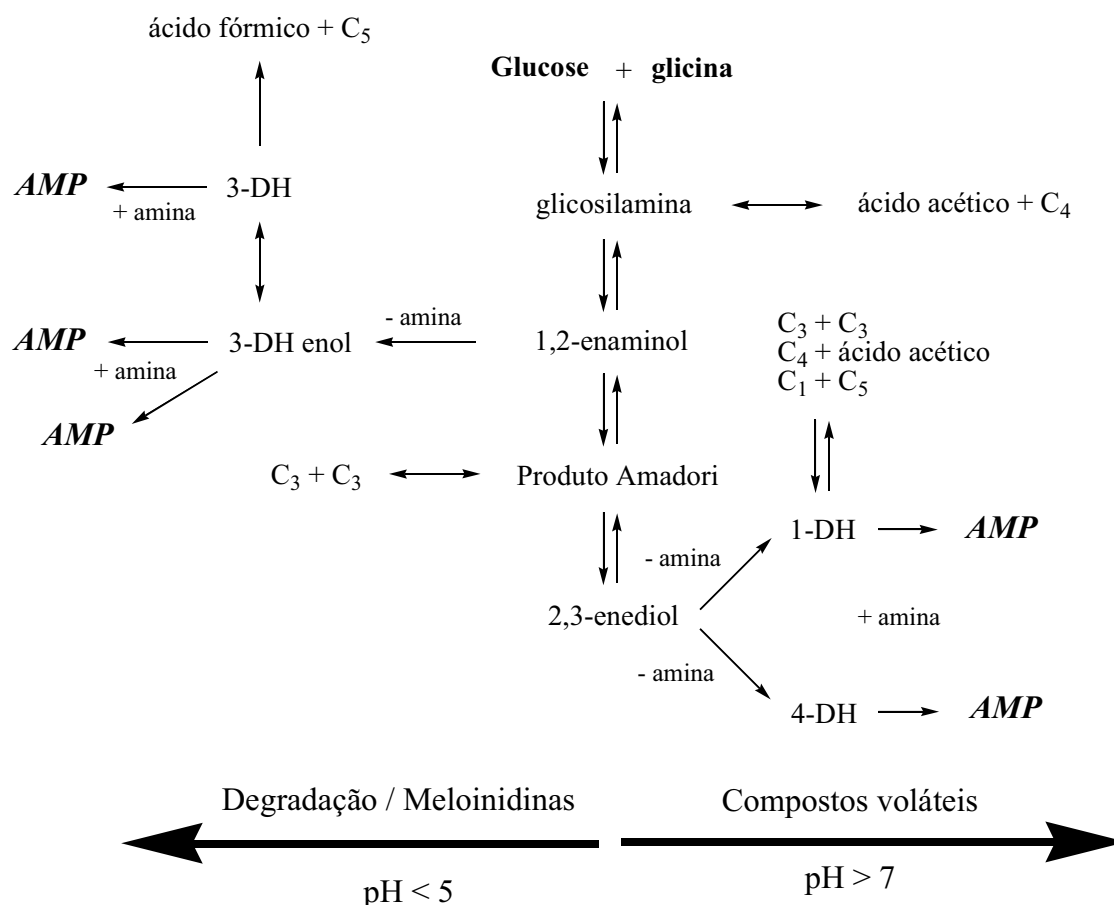 ácido fórmico + C5
Glucose + glicina
AMP
+ amina
3-DH
glicosilamina
ácido acético + C4
AMP
+ amina
3-DH enol
- amina
1,2-enaminol
C3 + C3
C4 + ácido acético
C1 + C5
AMP
C3 + C3
Produto Amadori
1-DH
AMP
- amina
2,3-enediol
+ amina
- amina
4-DH
AMP
Degradação / Meloinidinas
Compostos voláteis
pH < 5
pH > 7